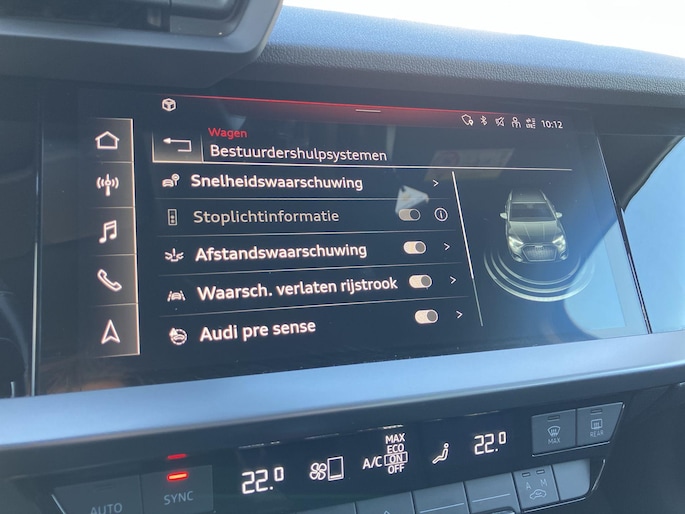 10:12
Wagen
Bestuurdershulpsystemen
Snelheidswaarschuwing
Stoplichtinformatie
Afstandswaarschuwing
Waarsch. verlaten rijstrook
Audi pre sense
22.0
A/C
MAX
ECO
ON
OFF
22.0
MAX
REAR
AUTO
SYNC
A M